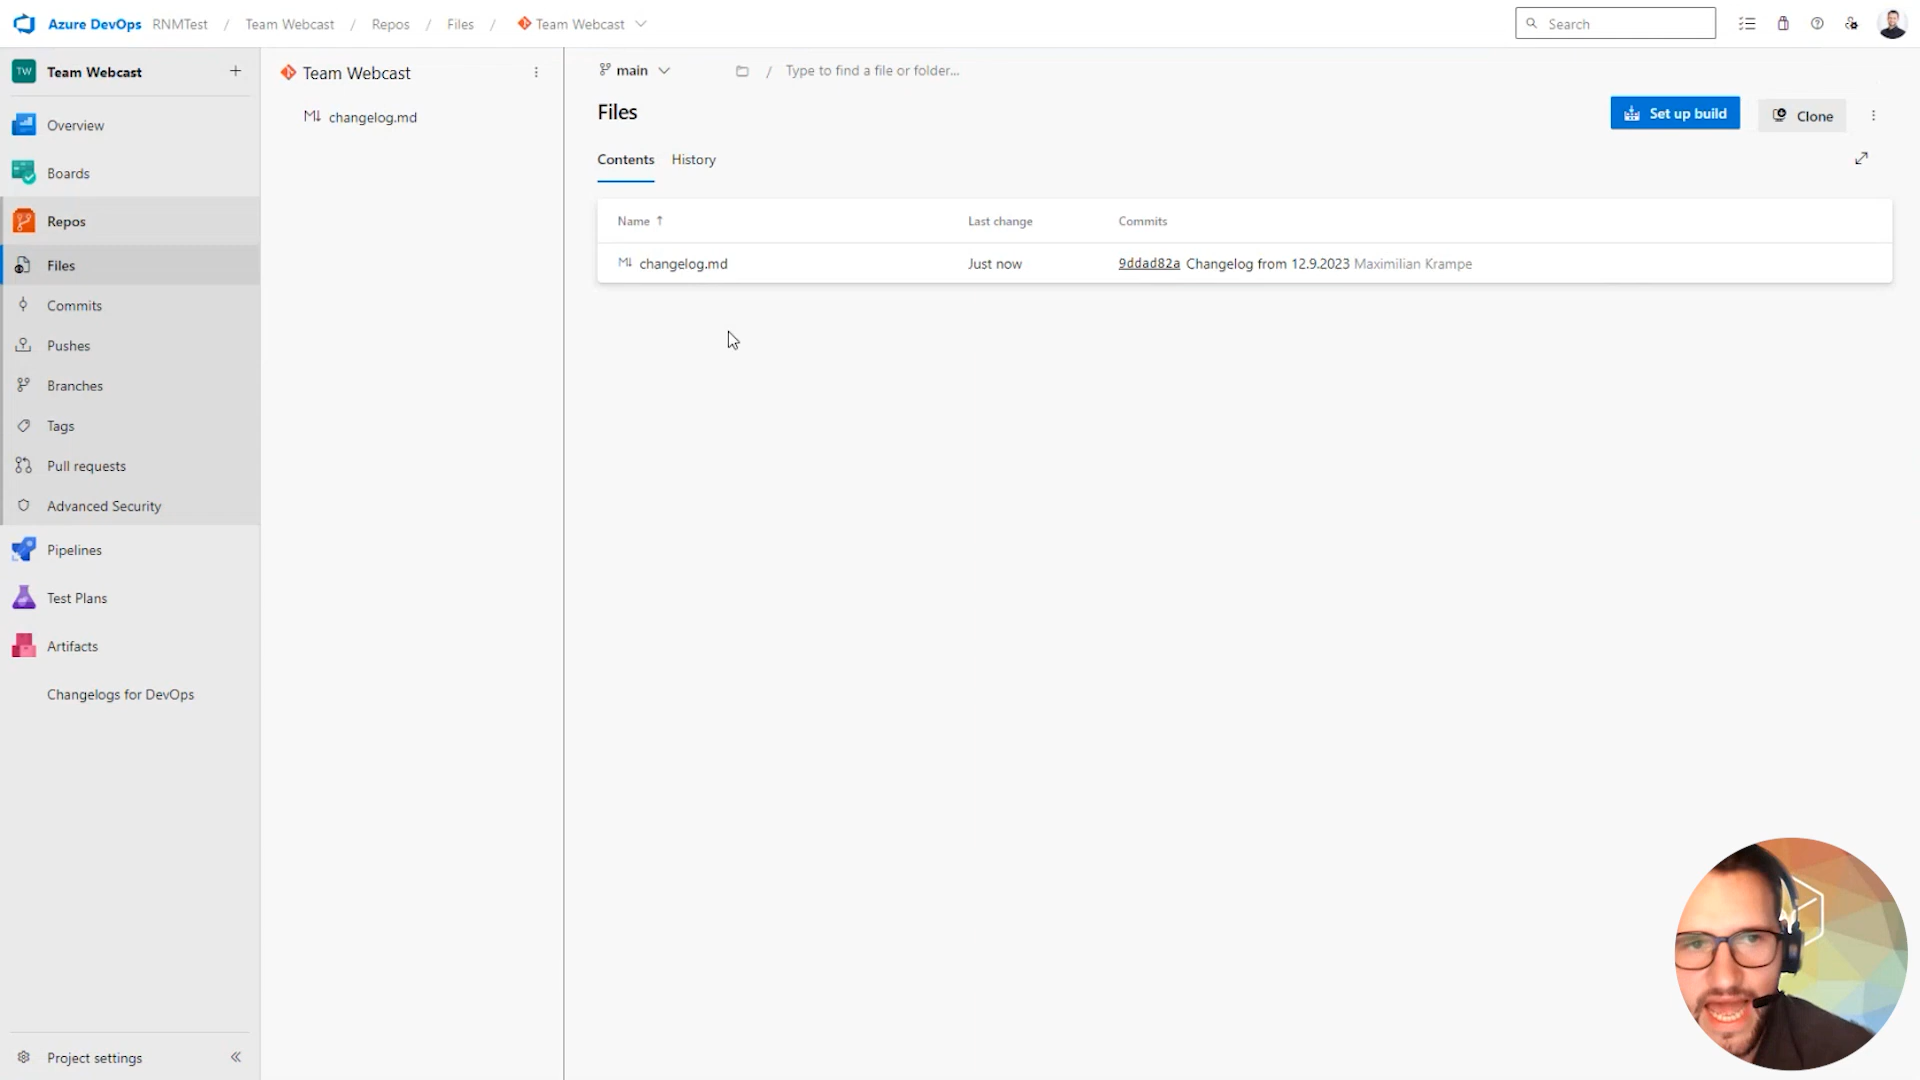 Azure DevOps RNMTest / Team Webcast / Repos / Files / Team Webcast
Search
TW Team Webcast
Overview
Boards
Repos
Files
Commits
Pushes
Branches
Tags
Pull requests
Advanced Security
Pipelines
Test Plans
Artifacts
Changelogs for DevOps
Project settings
Team Webcast
M↓ changelog.md
main / Type to find a file or folder...
Files
Set up build
Clone
Contents History
Name ↑ Last change Commits
M↓ changelog.md Just now 9ddad82a Changelog from 12.9.2023 Maximilian Krampe